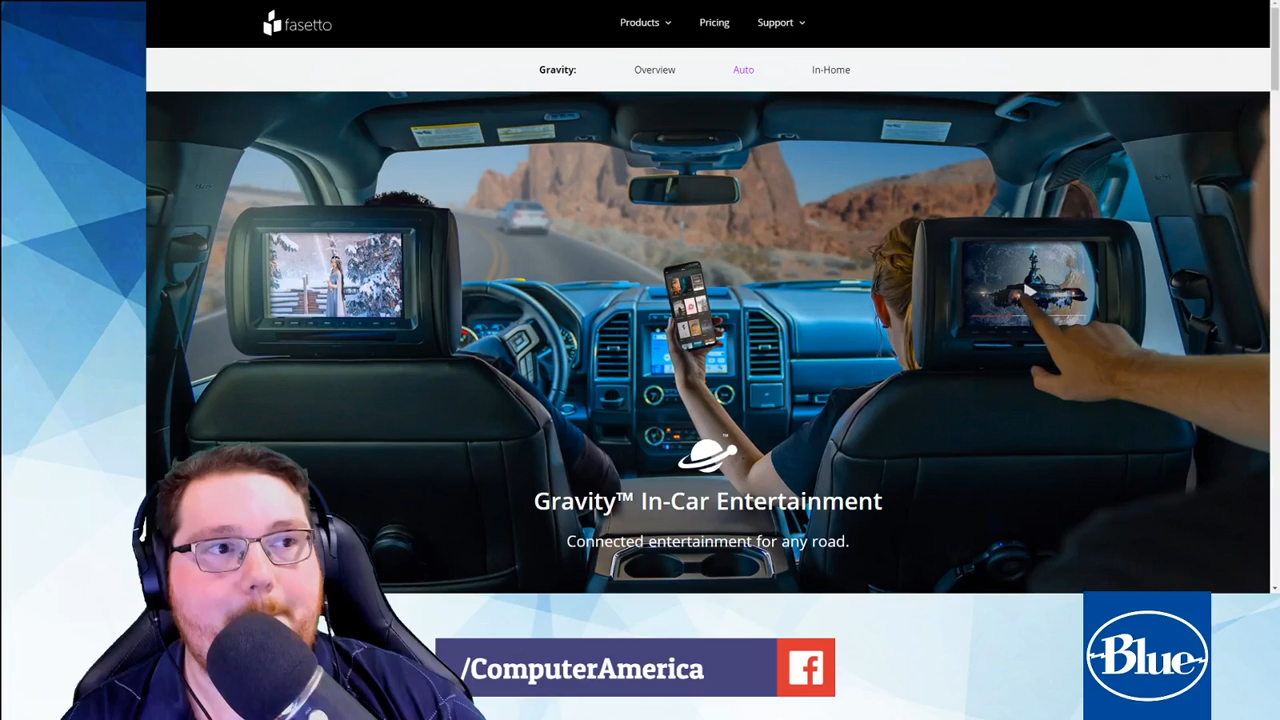 fasetto
Products
Pricing
Support
Gravity:
Overview
Auto
In-Home
Gravity™ In-Car Entertainment
Connected entertainment for any road.
/ComputerAmerica
Blue